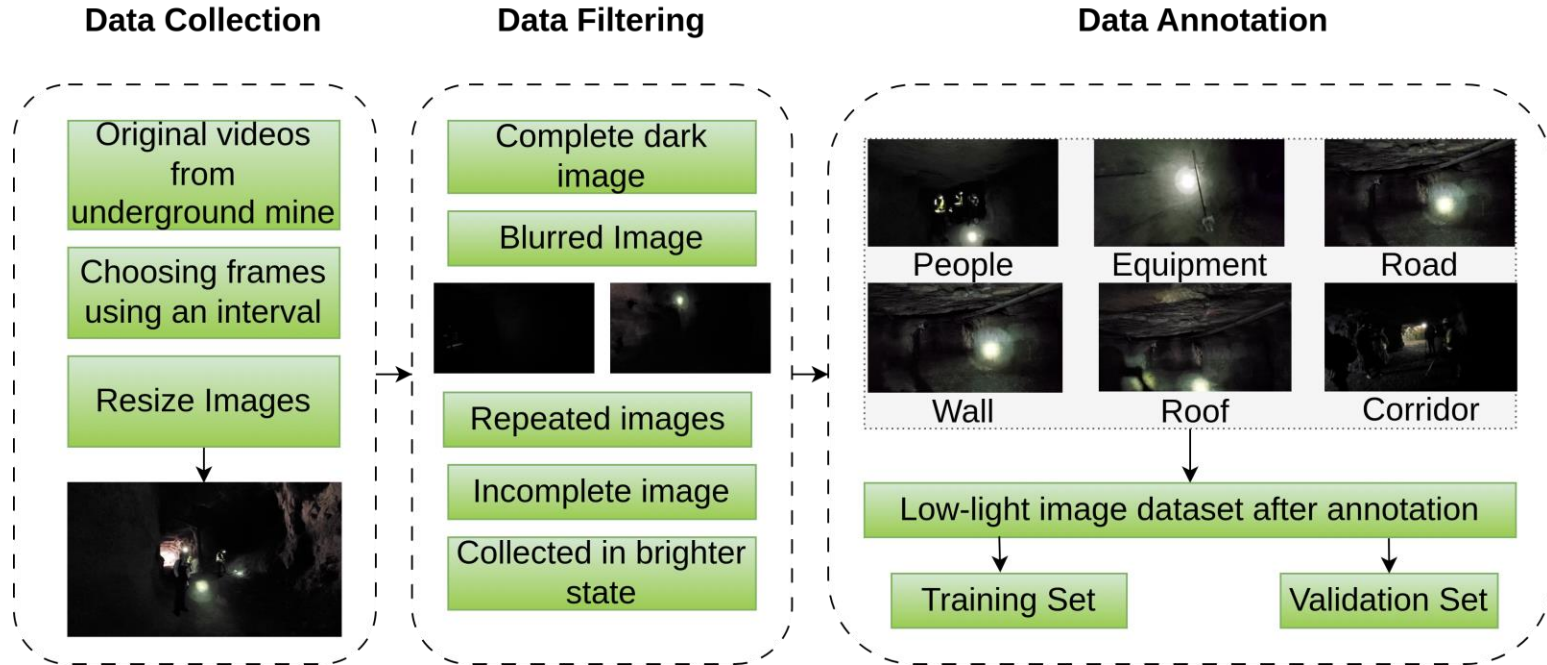 Data Collection
Original videos
from
underground mine
Choosing frames
using an interval
Resize Images
Data Filtering
Complete dark
image
Blurred Image
Repeated images
Incomplete image
Collected in brighter
state
Data Annotation
People
Equipment
Road
Wall
Roof
Corridor
Low-light image dataset after annotation
Training Set
Validation Set